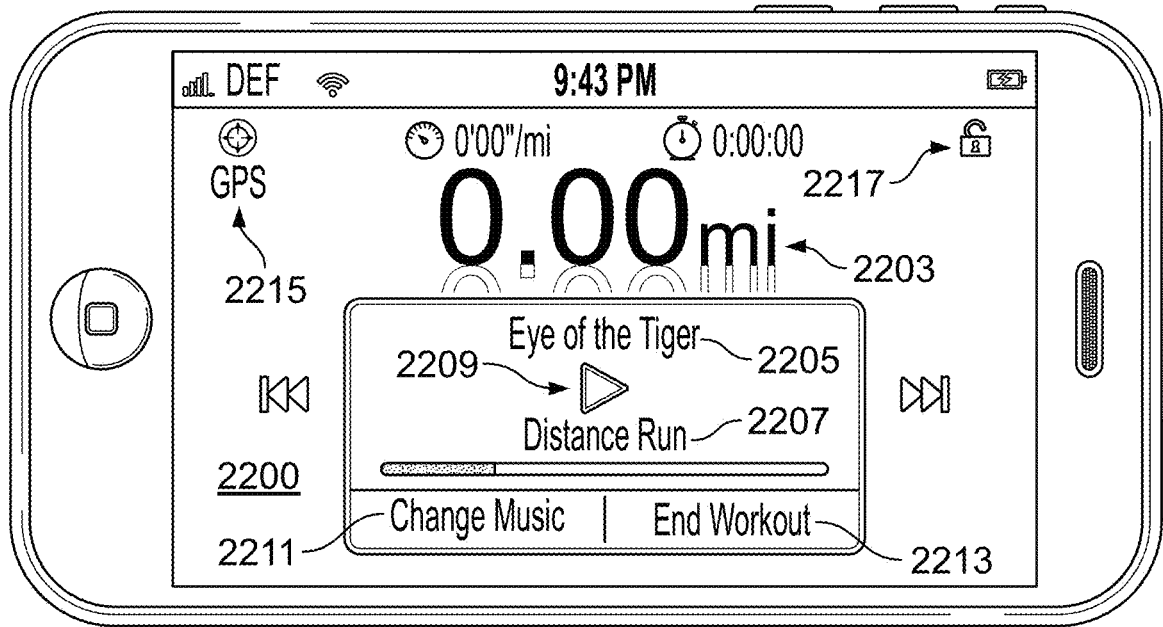 DEF 9:43 PM
0'00"/mi 0:00:00
GPS 2217
0.00mi 2203
2215
Eye of the Tiger 2205
2209
Distance Run 2207
2200
Change Music | End Workout
2211 2213